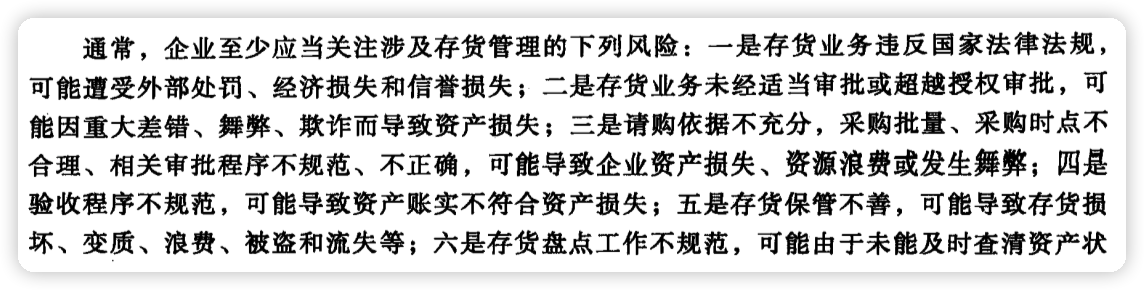 通常，企业至少应当关注涉及存货管理的下列风险：一是存货业务违反国家法律法规，
可能遭受外部处罚、经济损失和信誉损失；二是存货业务未经适当审批或超越授权审批，可
能因重大差错、舞弊、欺诈而导致资产损失；三是请购依据不充分，采购批量、采购时点不
合理、相关审批程序不规范、不正确，可能导致企业资产损失、资源浪费或发生舞弊；四是
验收程序不规范，可能导致资产账实不符合资产损失；五是存货保管不善，可能导致存货损
坏、变质、浪费、被盗和流失等；六是存货盘点工作不规范，可能由于未能及时查清资产状